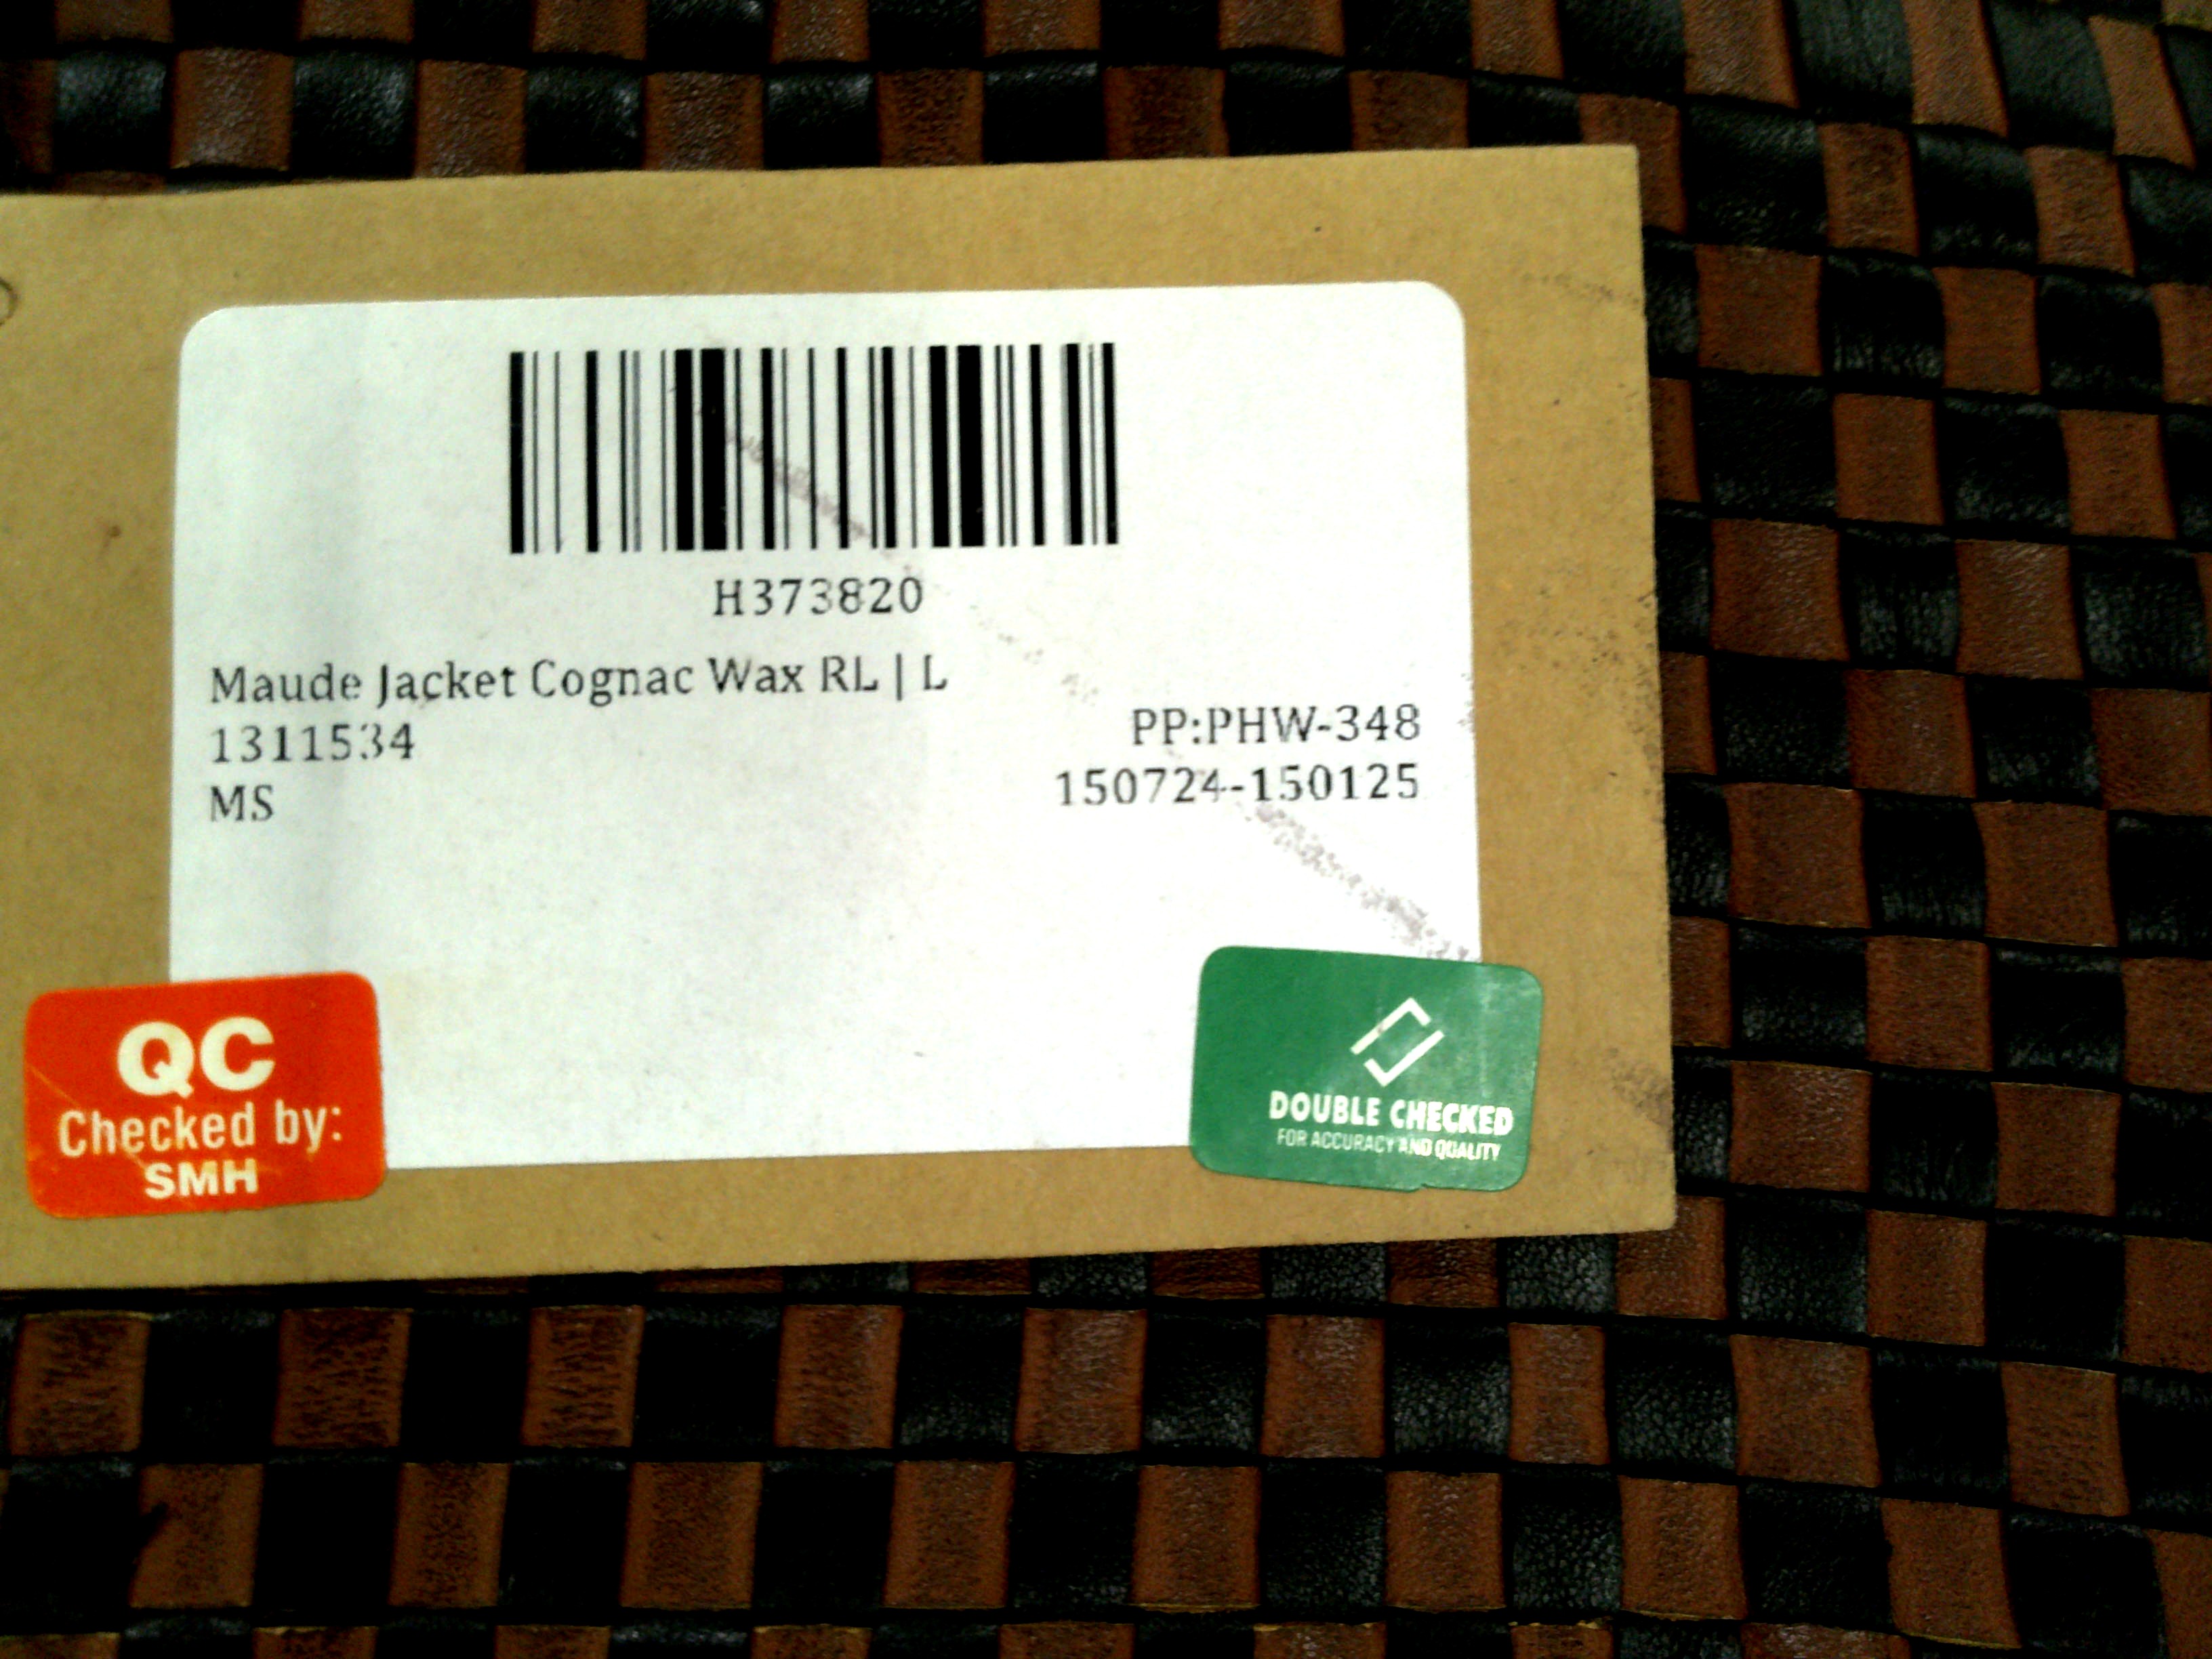 H373820
Maude Jacket Cognac Wax RL | L
1311534
PP:PHW-348
MS
150724-150125
QC
Checked by:
SMH
DOUBLE CHECKED
FOR ACCURACY AND QUALITY